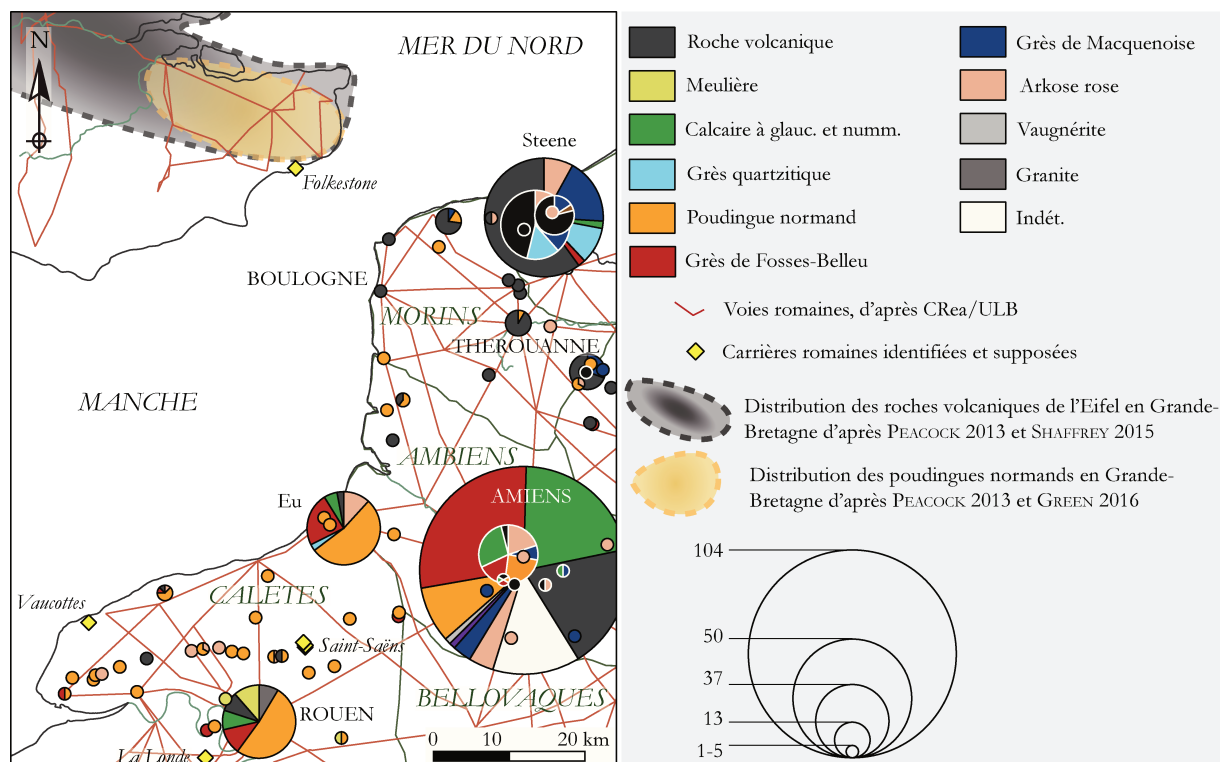 N
MER DU NORD
Folkestone
Steene
BOULOGNE
MORINS
THEROUANNE
MANCHE
AMBIENS
AMIENS
Eu
CALETES
Vaucottes
Saint-Saëns
BELLOVAQUES
ROUEN
La Londe
0 10 20 km
Roche volcanique
Meulière
Calcaire à glauc. et numm.
Grès quartzitique
Poudingue normand
Grès de Fosses-Belleu
Grès de Macquenoise
Arkose rose
Vaugnérite
Granite
Indét.
Voies romaines, d'après CRea/ULB
Carrières romaines identifiées et supposées
Distribution des roches volcaniques de l'Eifel en Grande-
Bretagne d'après PEACOCK 2013 et SHAFFREY 2015
Distribution des poudingues normands en Grande-
Bretagne d'après PEACOCK 2013 et GREEN 2016
104
50
37
13
1-5